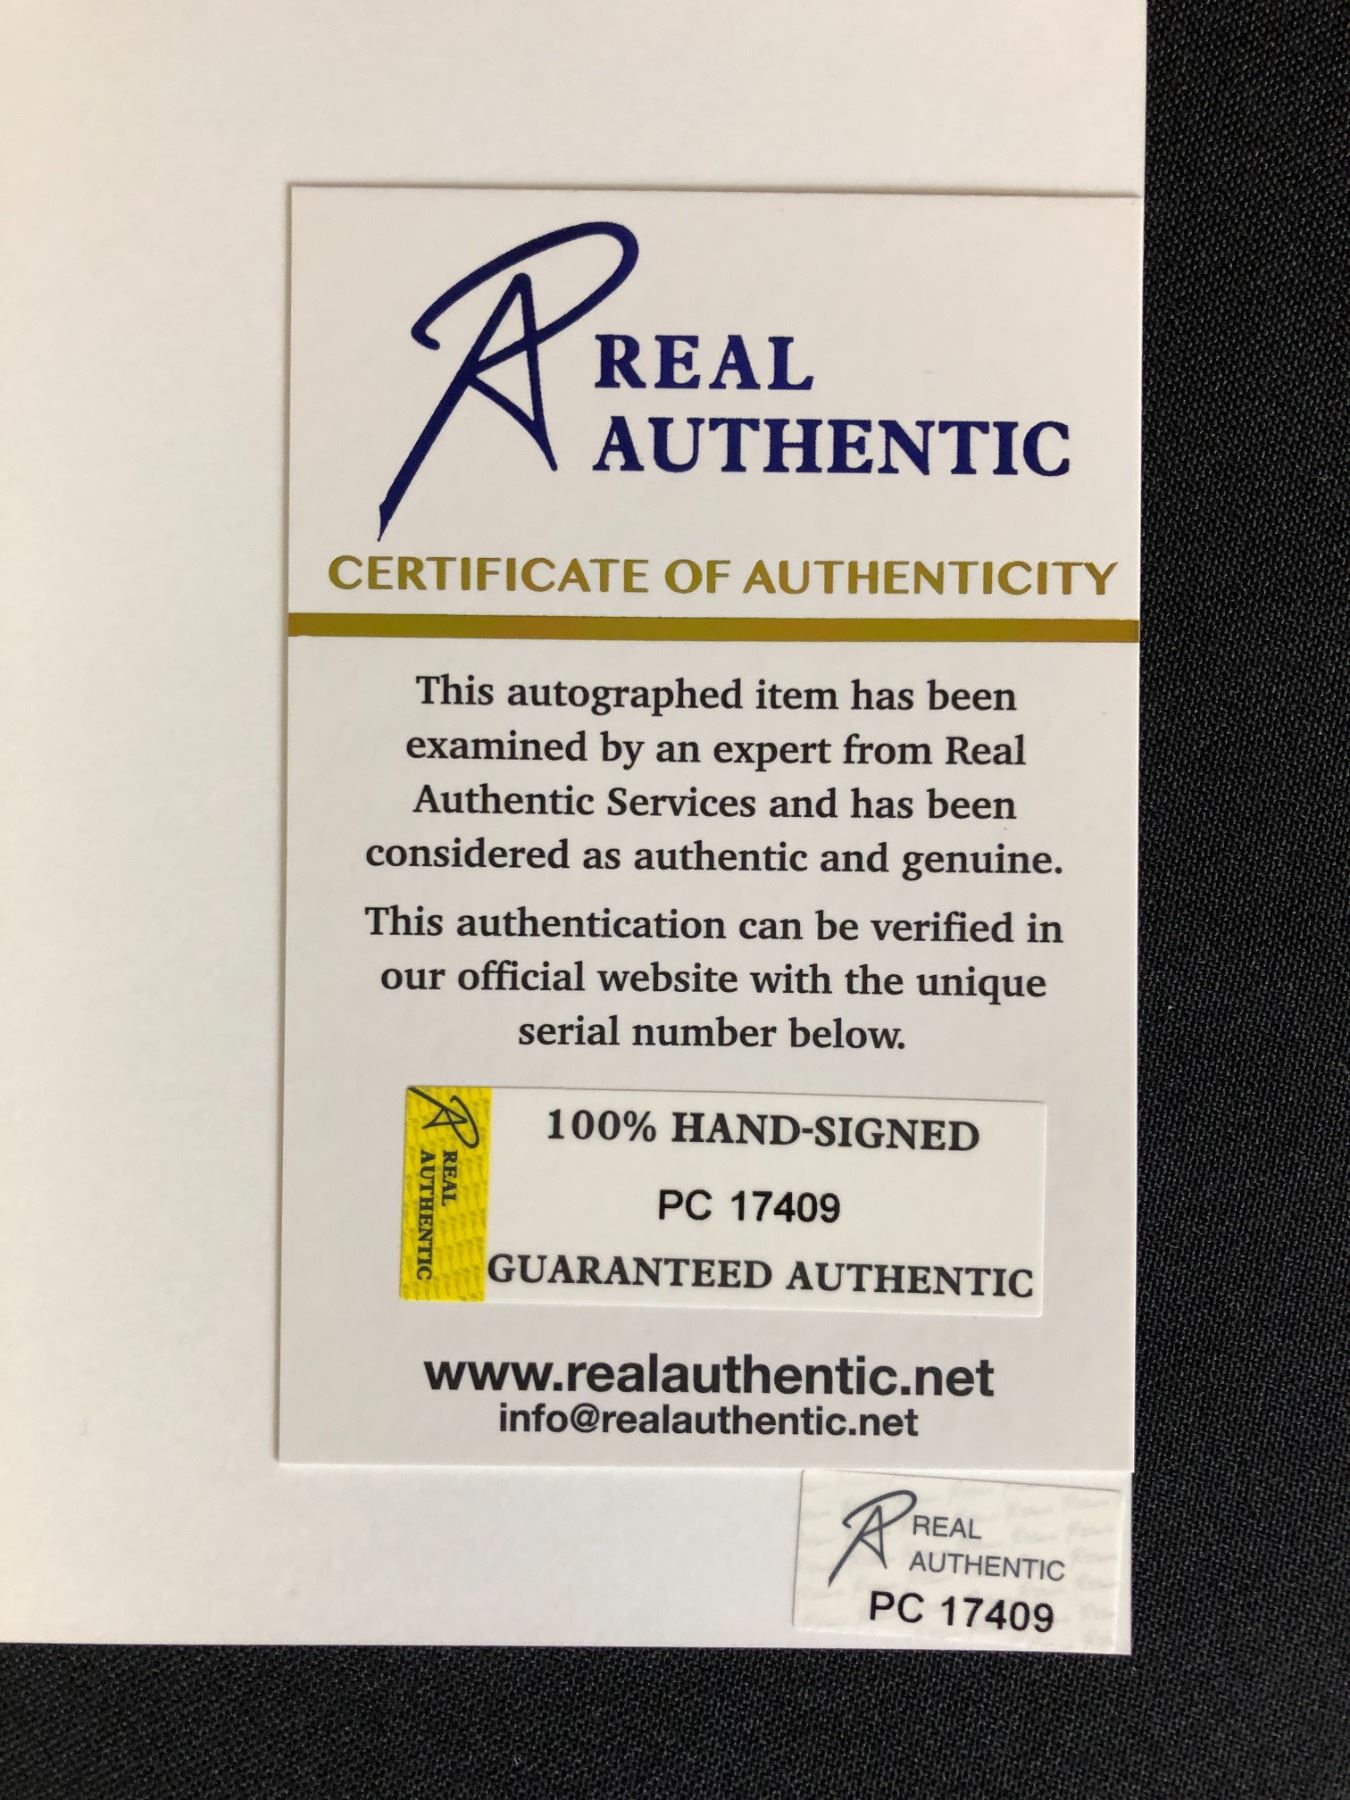 REAL
AUTHENTIC
CERTIFICATE OF AUTHENTICITY
This autographed item has been
examined by an expert from Real
Authentic Services and has been
considered as authentic and genuine.
This authentication can be verified in
our official website with the unique
serial number below.
REAL
AUTHENTIC
100% HAND-SIGNED
PC 17409
GUARANTEED AUTHENTIC
www.realauthentic.net
info@realauthentic.net
REAL
AUTHENTIC
PC 17409